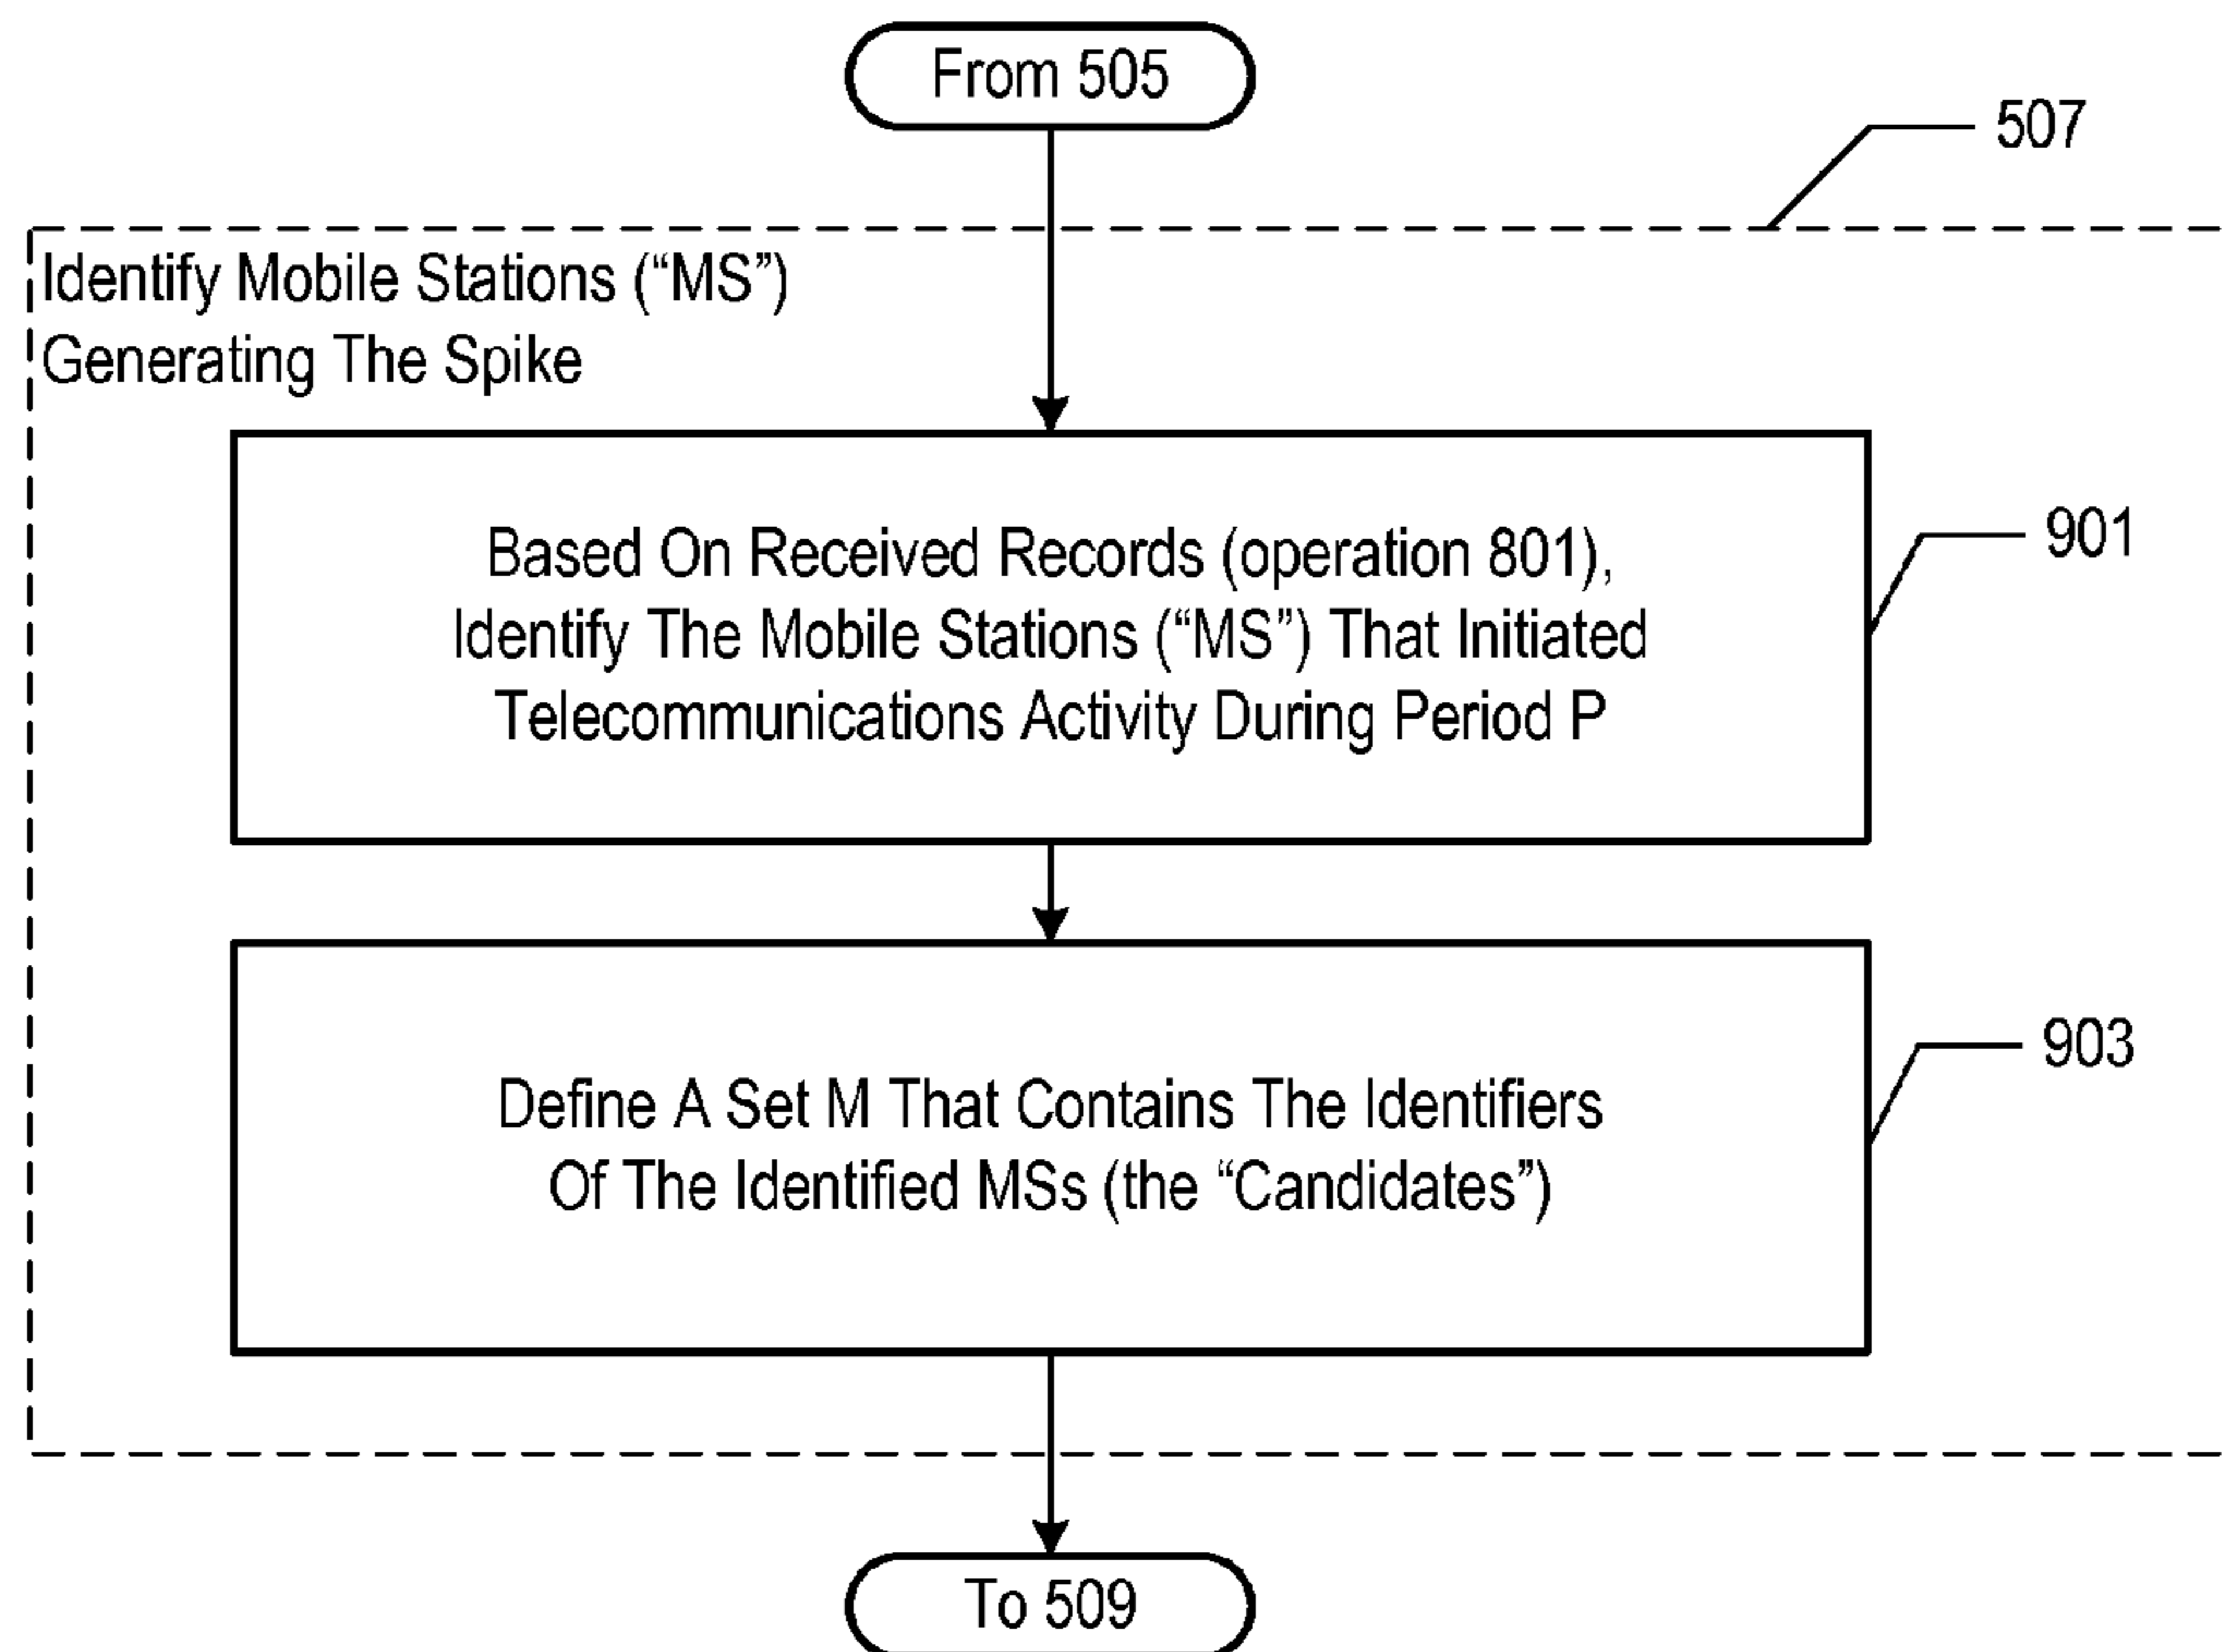 From 505
507
Identify Mobile Stations (“MS”)
Generating The Spike
Based On Received Records (operation 801),
Identify The Mobile Stations (“MS”) That Initiated
Telecommunications Activity During Period P
901
Define A Set M That Contains The Identifiers
Of The Identified MSs (the “Candidates”)
903
To 509